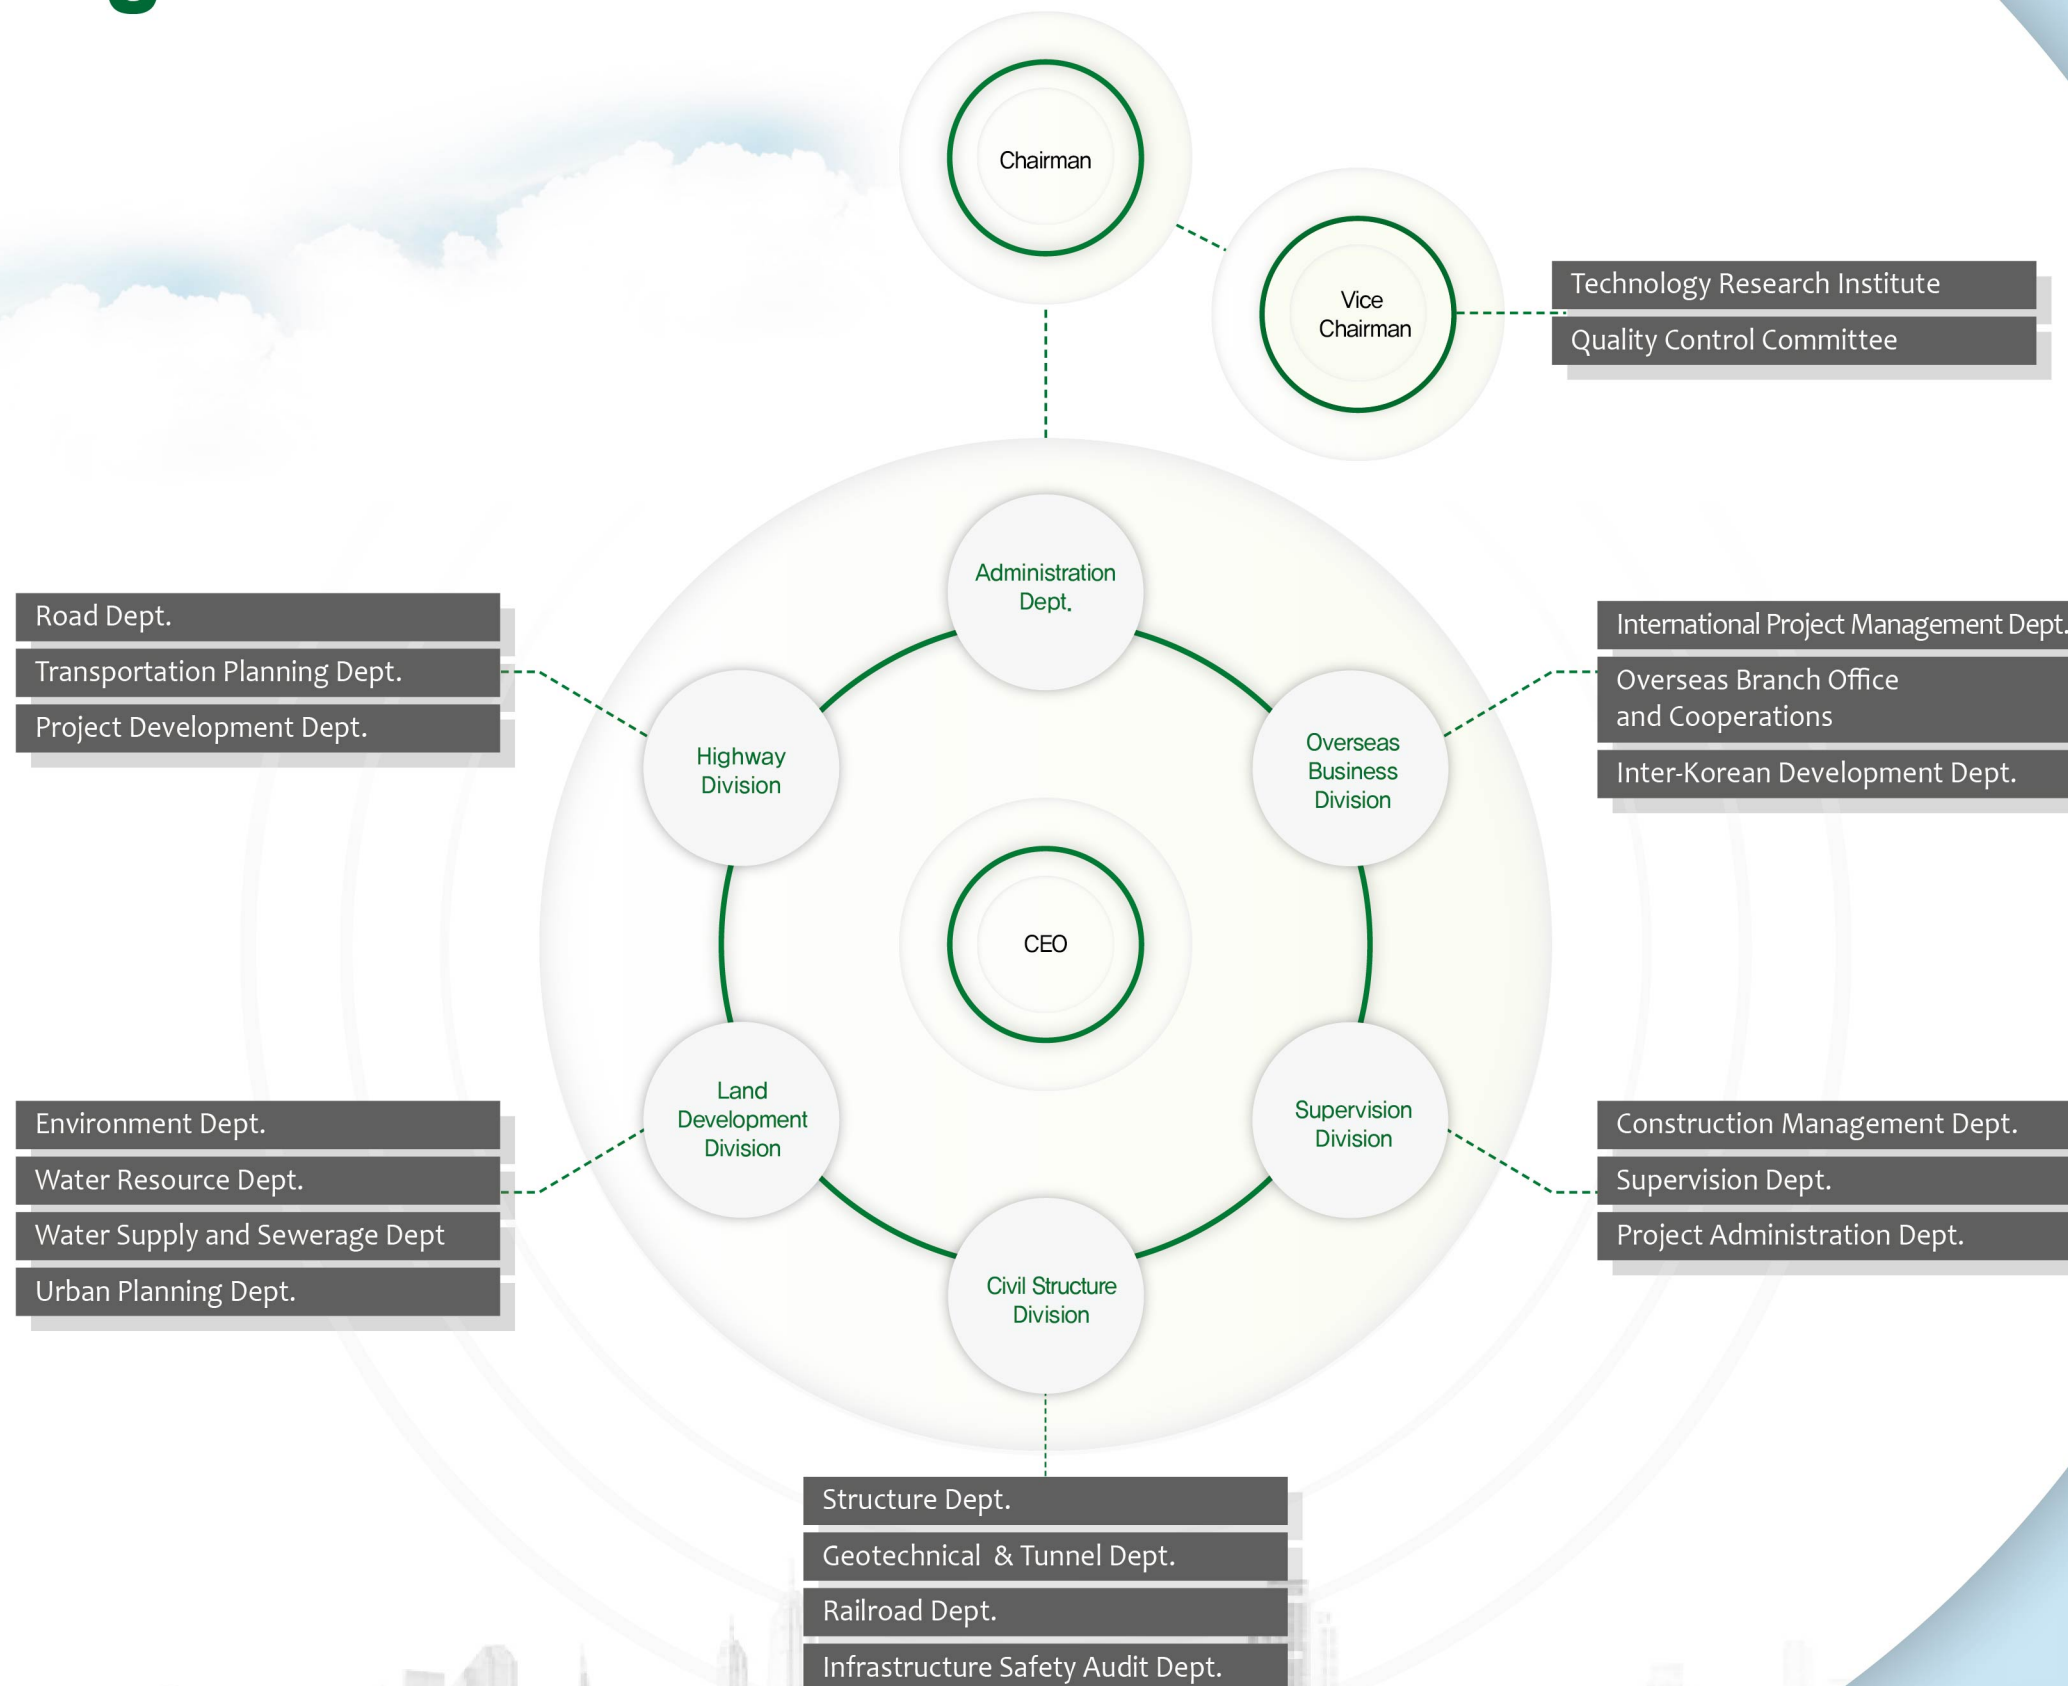 Chairman
Vice
Chairman
Technology Research Institute
Quality Control Committee
Administration
Dept.
Road Dept.
Transportation Planning Dept.
Project Development Dept.
Highway
Division
Overseas
Business
Division
International Project Management Dept.
Overseas Branch Office
and Cooperations
Inter-Korean Development Dept.
CEO
Environment Dept.
Water Resource Dept.
Water Supply and Sewerage Dept
Urban Planning Dept.
Land
Development
Division
Supervision
Division
Construction Management Dept.
Supervision Dept.
Project Administration Dept.
Civil Structure
Division
Structure Dept.
Geotechnical & Tunnel Dept.
Railroad Dept.
Infrastructure Safety Audit Dept.